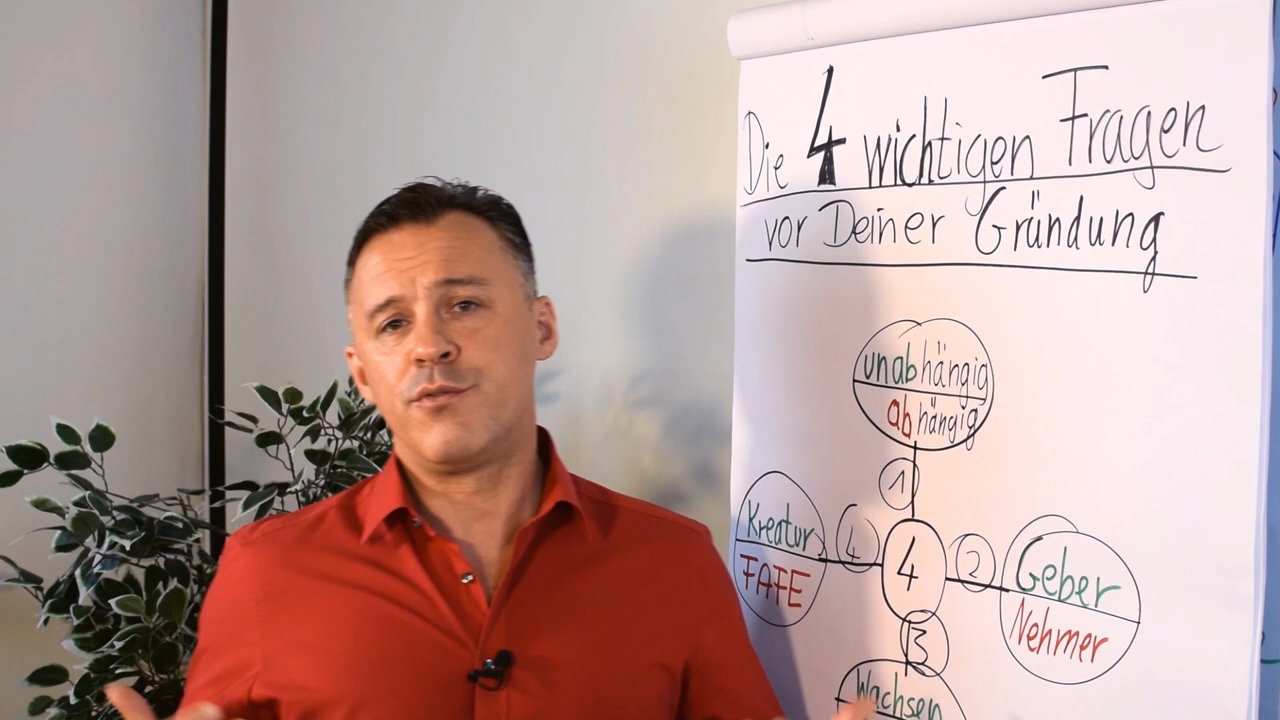 Die 4 wichtigen Fragen
vor Deiner Gründung
unabhängig
abhängig
1
Kreatur
FAFE
4
4
2
Geber
Nehmer
3
Wachsen